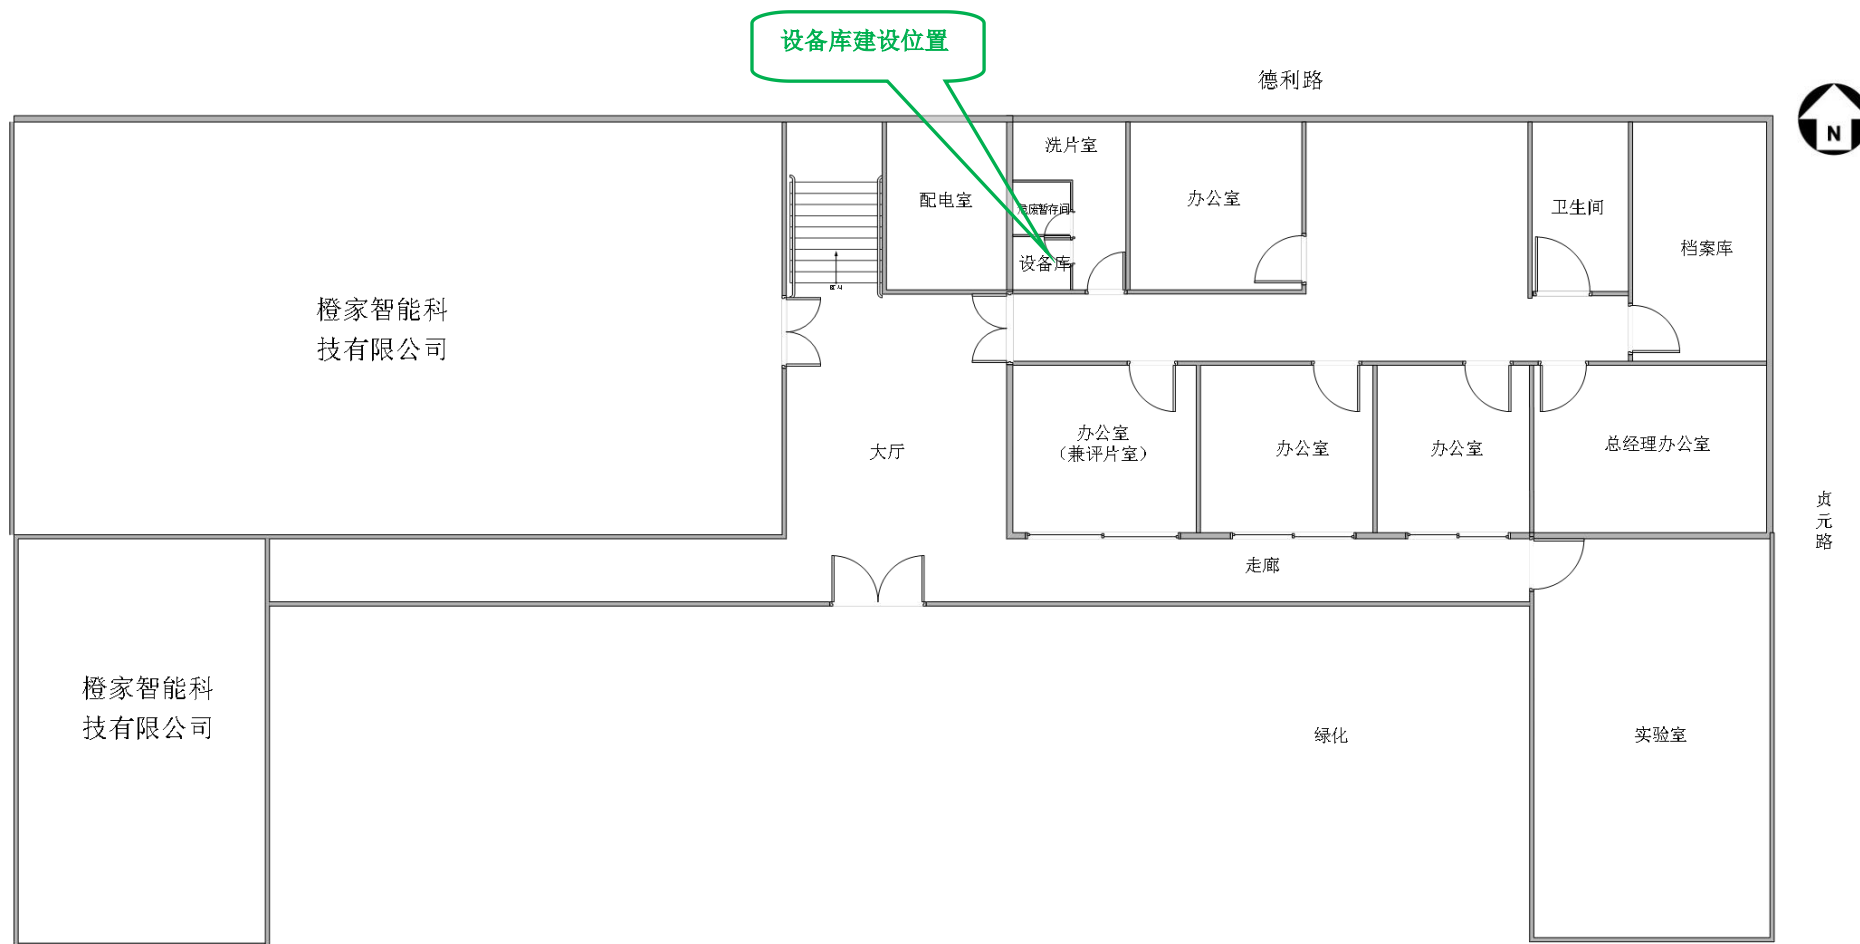 设备库建设位置
德利路
N
洗片室
配电室
危废暂存间
办公室
卫生间
档案库
设备库
橙家智能科
技有限公司
大厅
办公室
（兼评片室）
办公室
办公室
总经理办公室
贞元路
走廊
橙家智能科
技有限公司
绿化
实验室